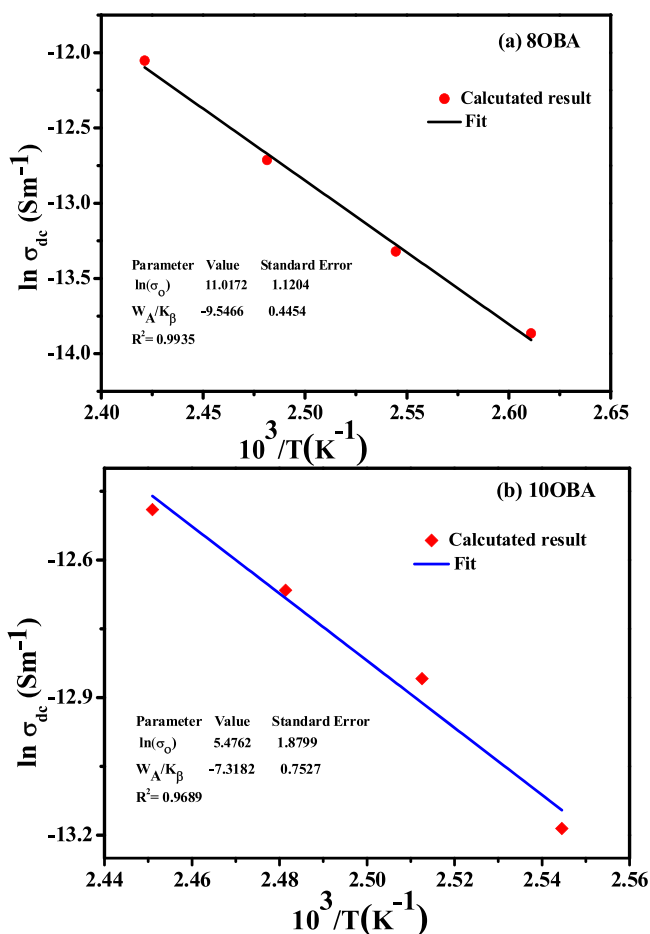 (a) 8OBA
-12.0
-12.5
-13.0
-13.5
-14.0
ln σdc (Sm⁻¹)
Calcutated result
Fit
Parameter Value Standard Error
ln(σo) 11.0172 1.1204
WA/Kβ -9.5466 0.4454
R²= 0.9935
2.40 2.45 2.50 2.55 2.60 2.65
10³/T(K⁻¹)
(b) 10OBA
-12.6
-12.9
-13.2
ln σdc (Sm⁻¹)
Calcutated result
Fit
Parameter Value Standard Error
ln(σo) 5.4762 1.8799
WA/Kβ -7.3182 0.7527
R²= 0.9689
2.44 2.46 2.48 2.50 2.52 2.54 2.56
10³/T(K⁻¹)